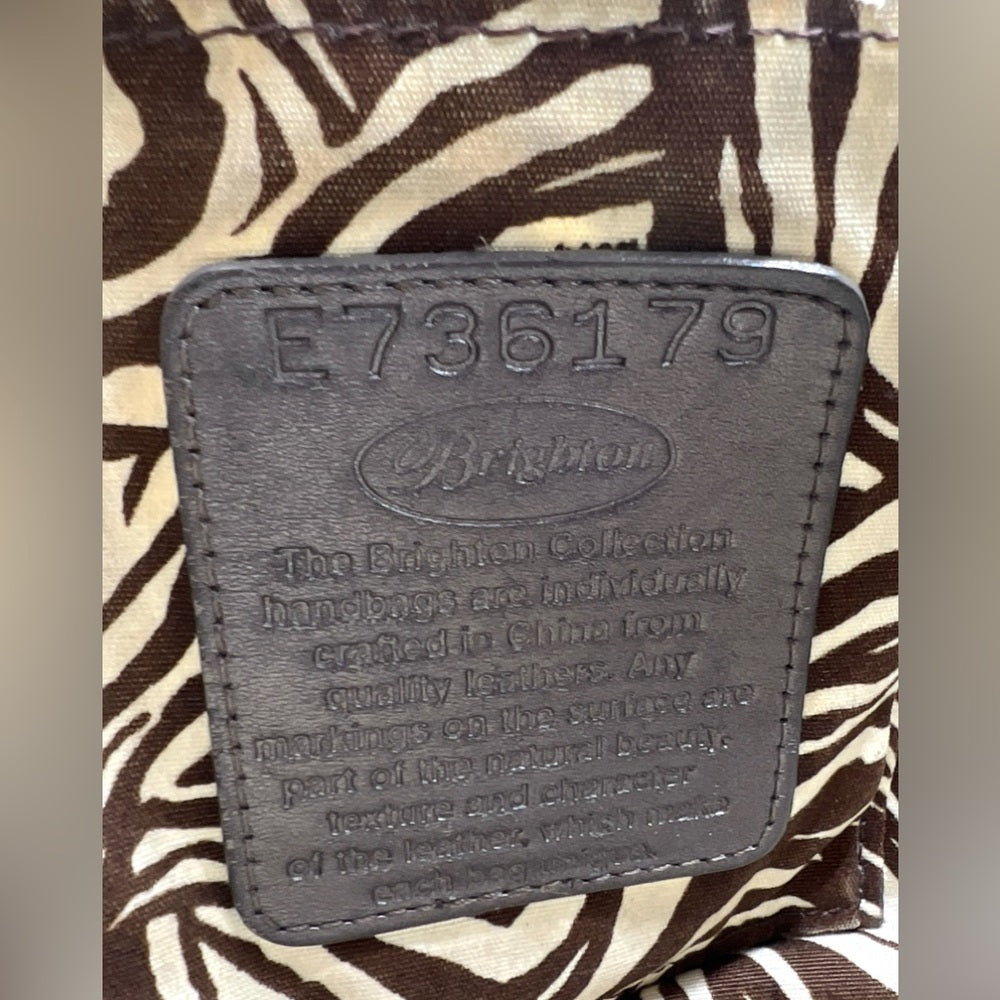 E736179
Brighton
The Brighton Collection
handbags are individually
crafted in China from
quality leathers. Any
markings on the surface are
part of the natural beauty,
texture and character
of the leather, which make
each bag unique.